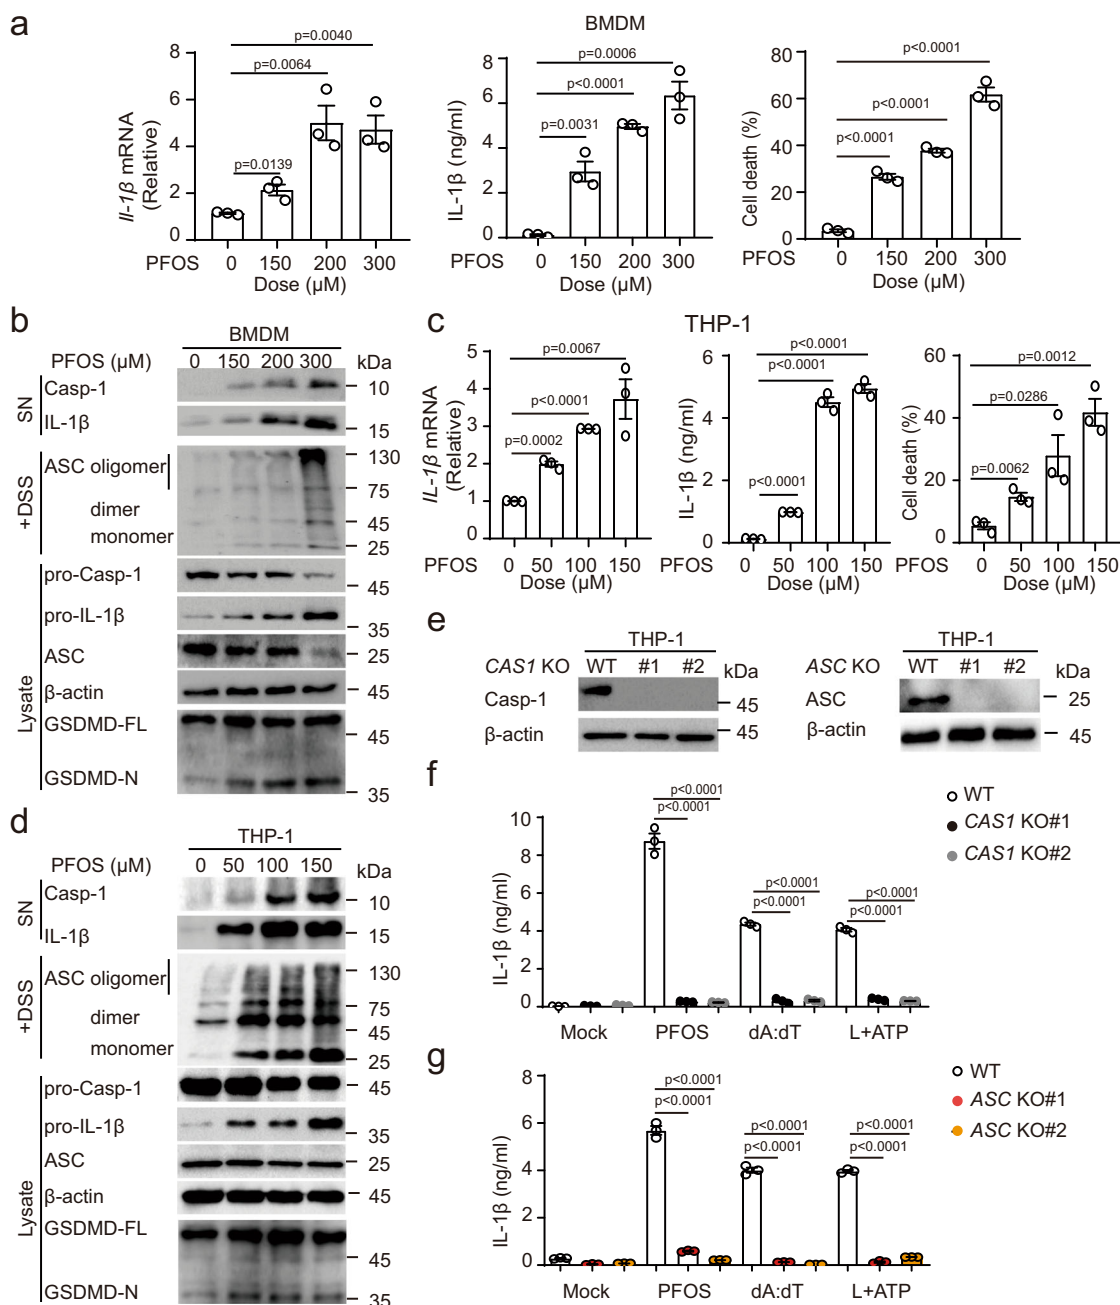 a
BMDM
Il-1β mRNA (Relative)
8
6
4
2
0
p=0.0040
p=0.0064
p=0.0139
PFOS
0 150 200 300
Dose (µM)
IL-1β (ng/ml)
8
6
4
2
0
p=0.0006
p<0.0001
p=0.0031
PFOS
0 150 200 300
Dose (µM)
Cell death (%)
80
60
40
20
0
p<0.0001
p<0.0001
p<0.0001
PFOS
0 150 200 300
Dose (µM)
b
BMDM
PFOS (µM) 0 150 200 300 kDa
SN
Casp-1 10
IL-1β 15
+DSS
ASC oligomer 130
75
dimer
45
monomer
25
Lysate
pro-Casp-1 45
pro-IL-1β
35
ASC 25
β-actin 45
GSDMD-FL
45
GSDMD-N
35
c
THP-1
IL-1β mRNA (Relative)
5
4
3
2
1
0
p=0.0067
p<0.0001
p=0.0002
PFOS
0 50 100 150
Dose (µM)
IL-1β (ng/ml)
6
4
2
0
p<0.0001
p<0.0001
p<0.0001
PFOS
0 50 100 150
Dose (µM)
Cell death (%)
60
40
20
0
p=0.0012
p=0.0286
p=0.0062
PFOS
0 50 100 150
Dose (µM)
d
THP-1
PFOS (µM) 0 50 100 150 kDa
SN
Casp-1 10
IL-1β 15
+DSS
ASC oligomer 130
75
dimer
45
monomer
25
Lysate
pro-Casp-1 45
pro-IL-1β 35
ASC 25
β-actin 45
GSDMD-FL
45
GSDMD-N
35
e
THP-1
CAS1 KO WT #1 #2 kDa
Casp-1
45
β-actin 45
THP-1
ASC KO WT #1 #2 kDa
ASC 25
β-actin 45
f
IL-1β (ng/ml)
10
8
6
4
2
0
p<0.0001
p<0.0001
p<0.0001
p<0.0001
p<0.0001
p<0.0001
Mock PFOS dA:dT L+ATP
WT
CAS1 KO#1
CAS1 KO#2
g
IL-1β (ng/ml)
8
6
4
2
0
p<0.0001
p<0.0001
p<0.0001
p<0.0001
p<0.0001
p<0.0001
Mock PFOS dA:dT L+ATP
WT
ASC KO#1
ASC KO#2